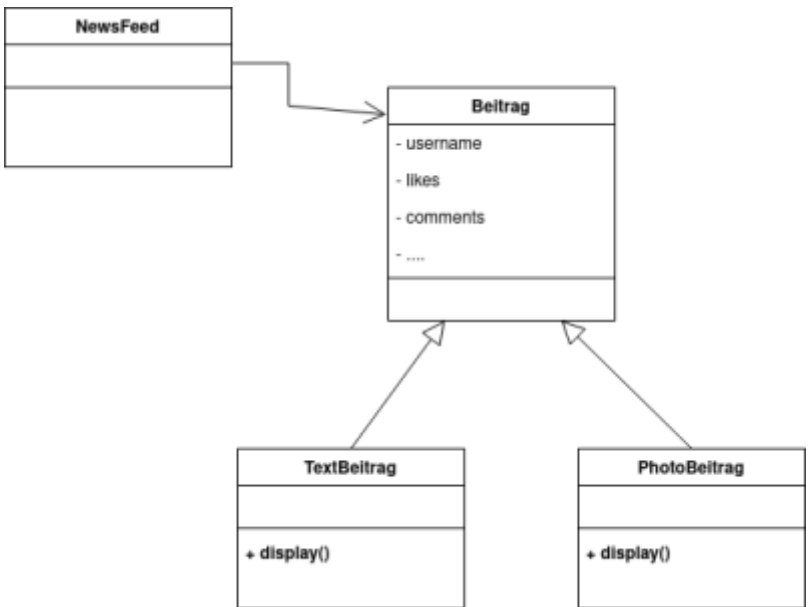 NewsFeed
Beitrag
- username
- likes
- comments
- ....
TextBeitrag
+ display()
PhotoBeitrag
+ display()